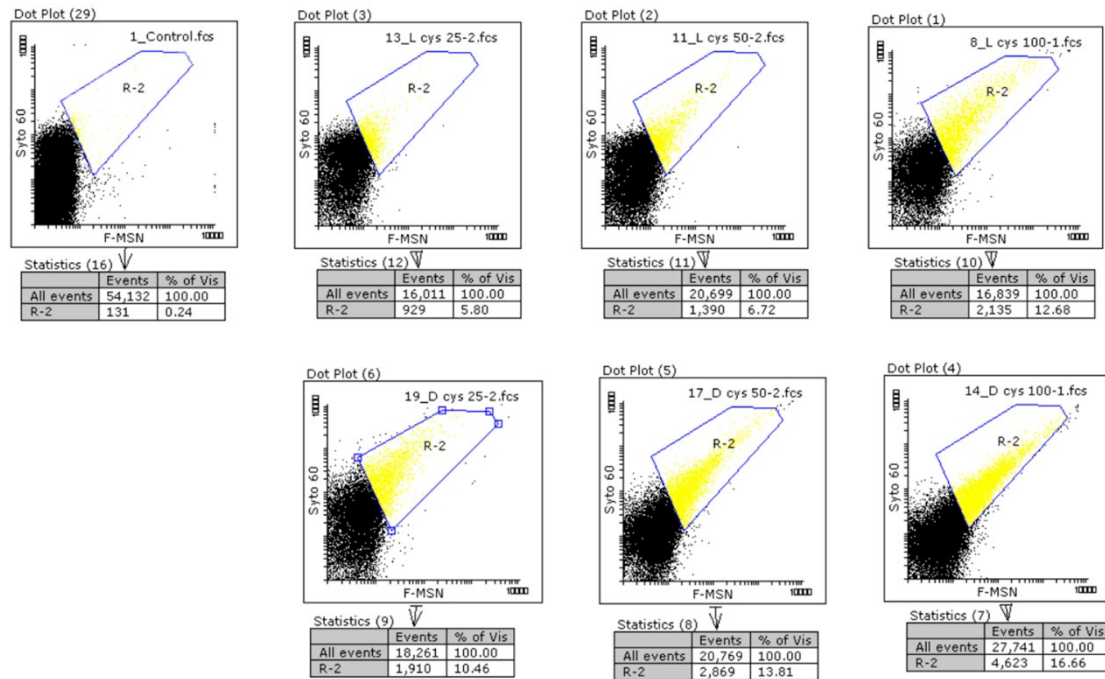 Dot Plot (29)
1_Control.fcs
R-2
Syto 60
F-MSN
Statistics (16)
Events % of Vis
All events 54,132 100.00
R-2 131 0.24
Dot Plot (3)
13_L cys 25-2.fcs
R-2
Syto 60
F-MSN
Statistics (12)
Events % of Vis
All events 16,011 100.00
R-2 929 5.80
Dot Plot (2)
11_L cys 50-2.fcs
R-2
Syto 60
F-MSN
Statistics (11)
Events % of Vis
All events 20,699 100.00
R-2 1,390 6.72
Dot Plot (1)
8_L cys 100-1.fcs
R-2
Syto 60
F-MSN
Statistics (10)
Events % of Vis
All events 16,839 100.00
R-2 2,135 12.68
Dot Plot (6)
19_D cys 25-2.fcs
R-2
Syto 60
F-MSN
Statistics (9)
Events % of Vis
All events 18,261 100.00
R-2 1,910 10.46
Dot Plot (5)
17_D cys 50-2.fcs
R-2
Syto 60
F-MSN
Statistics (8)
Events % of Vis
All events 20,769 100.00
R-2 2,869 13.81
Dot Plot (4)
14_D cys 100-1.fcs
R-2
Syto 60
F-MSN
Statistics (7)
Events % of Vis
All events 27,741 100.00
R-2 4,623 16.66